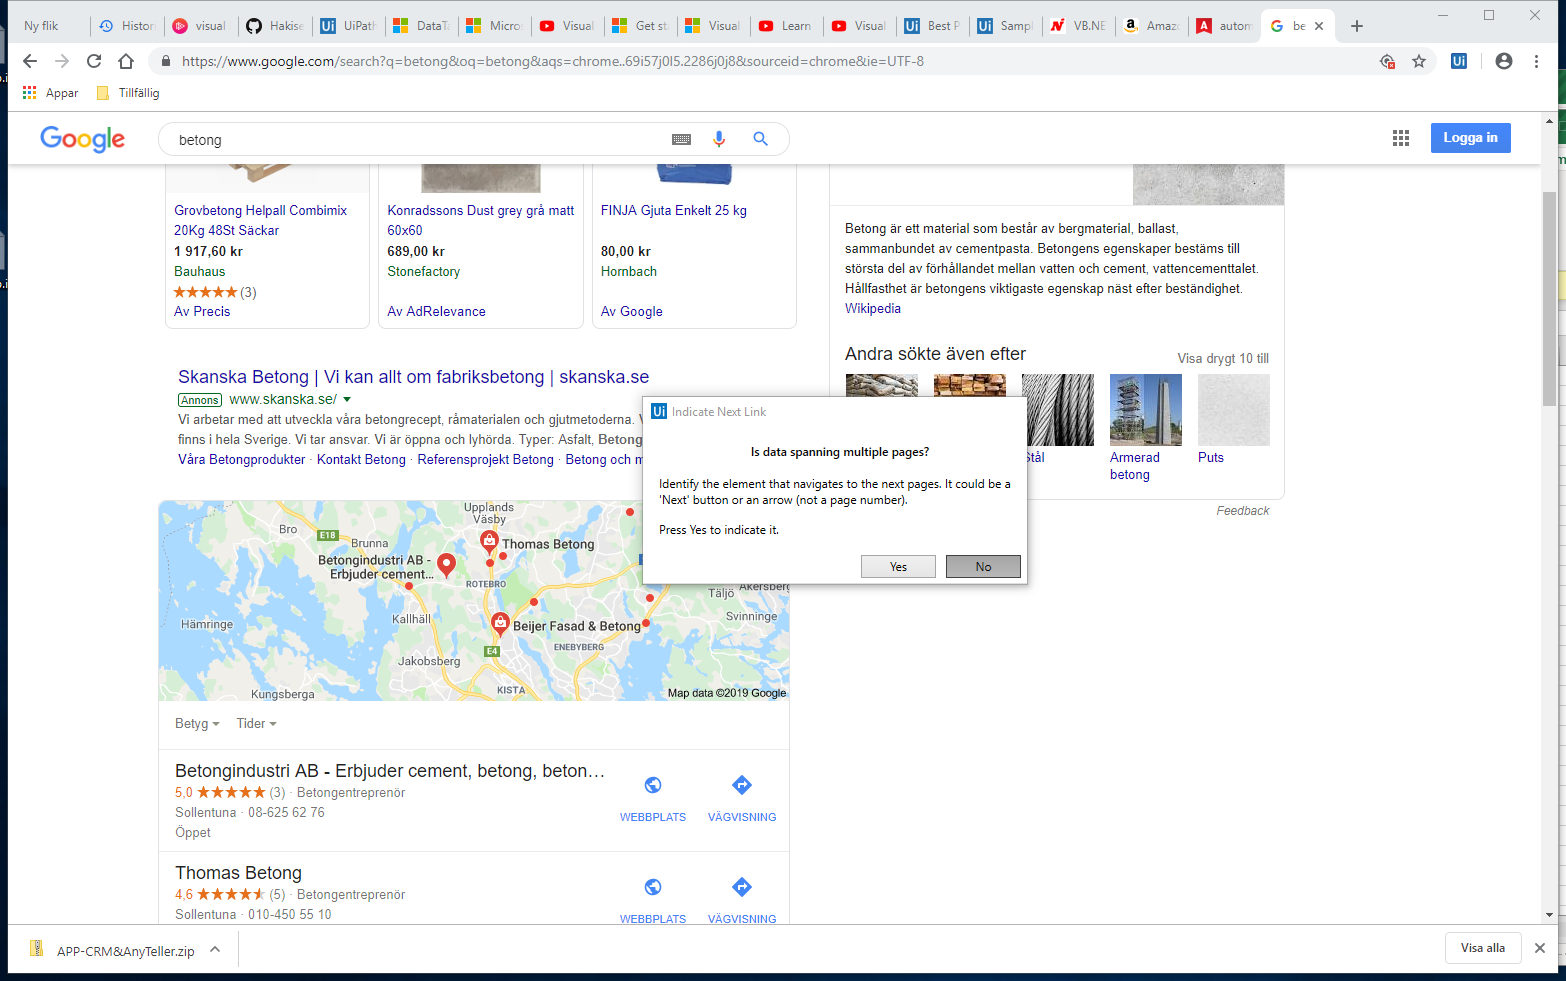 Ny flik
Histor
visual
Hakise
UiPath
DataTa
Micro
Visual
Get st
Visual
Learn
Visual
Best P
Sampl
VB.NE
Amaz
autom
be
https://www.google.com/search?q=betong&oq=betong&aqs=chrome..69i57j0l5.2286j0j8&sourceid=chrome&ie=UTF-8
Appar
Tillfällig
Google
betong
Logga in
Grovbetong Helpall Combimix
20Kg 48St Säckar
1 917,60 kr
Bauhaus
(3)
Av Precis
Konradssons Dust grey grå matt
60x60
689,00 kr
Stonefactory
Av AdRelevance
FINJA Gjuta Enkelt 25 kg
80,00 kr
Hornbach
Av Google
Betong är ett material som består av bergmaterial, ballast,
sammanbundet av cementpasta. Betongens egenskaper bestäms till
största del av förhållandet mellan vatten och cement, vattencementtalet.
Hållfasthet är betongens viktigaste egenskap näst efter beständighet.
Wikipedia
Andra sökte även efter
Visa drygt 10 till
Stål
Armerad
betong
Puts
Feedback
Skanska Betong | Vi kan allt om fabriksbetong | skanska.se
Annons www.skanska.se/
Vi arbetar med att utveckla våra betongrecept, råmaterialen och gjutmetoderna. V
finns i hela Sverige. Vi tar ansvar. Vi är öppna och lyhörda. Typer: Asfalt, Betong
Våra Betongprodukter · Kontakt Betong · Referensprojekt Betong · Betong och m
Ui Indicate Next Link
Is data spanning multiple pages?
Identify the element that navigates to the next pages. It could be a
'Next' button or an arrow (not a page number).
Press Yes to indicate it.
Yes
No
Upplands
Väsby
Bro
E18
Brunna
Thomas Betong
Betongindustri AB -
Erbjuder cement...
ROTEBRO
Täljö
Åkersberg
Kallhäll
Svinninge
Hämringe
Beijer Fasad & Betong
ENEBYBERG
E4
Jakobsberg
Kungsberga
KISTA
Map data ©2019 Google
Betyg
Tider
Betongindustri AB - Erbjuder cement, betong, beton…
5,0 (3) · Betongentreprenör
Sollentuna · 08-625 62 76
Öppet
WEBBPLATS
VÄGVISNING
Thomas Betong
4,6 (5) · Betongentreprenör
Sollentuna · 010-450 55 10
WEBBPLATS
VÄGVISNING
APP-CRM&AnyTeller.zip
Visa alla